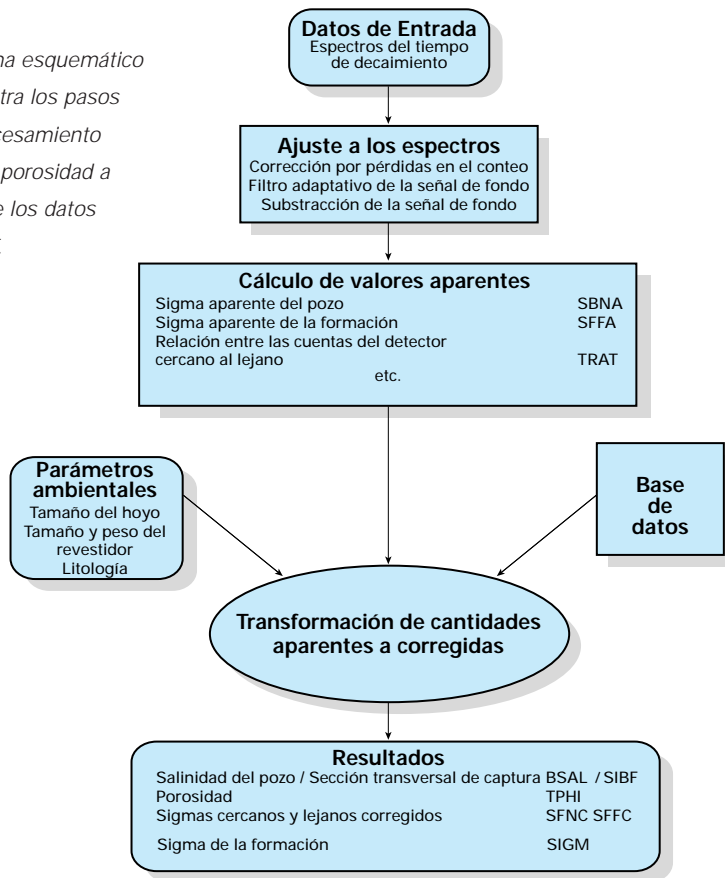 Datos de Entrada
Espectros del tiempo
de decaimiento
esquemático
los pasos
porosidad a
los datos
Ajuste a los espectros
Corrección por pérdidas en el conteo
Filtro adaptativo de la señal de fondo
Substracción de la señal de fondo
Cálculo de valores aparentes
Sigma aparente del pozo SBNA
Sigma aparente de la formación SFFA
Relación entre las cuentas del detector
cercano al lejano TRAT
etc.
Parámetros
ambientales
Tamaño del hoyo
Tamaño y peso del
revestidor
Litología
Base
de
datos
Transformación de cantidades
aparentes a corregidas
Resultados
Salinidad del pozo / Sección transversal de captura BSAL / SIBF
Porosidad TPHI
Sigmas cercanos y lejanos corregidos SFNC SFFC
Sigma de la formación SIGM